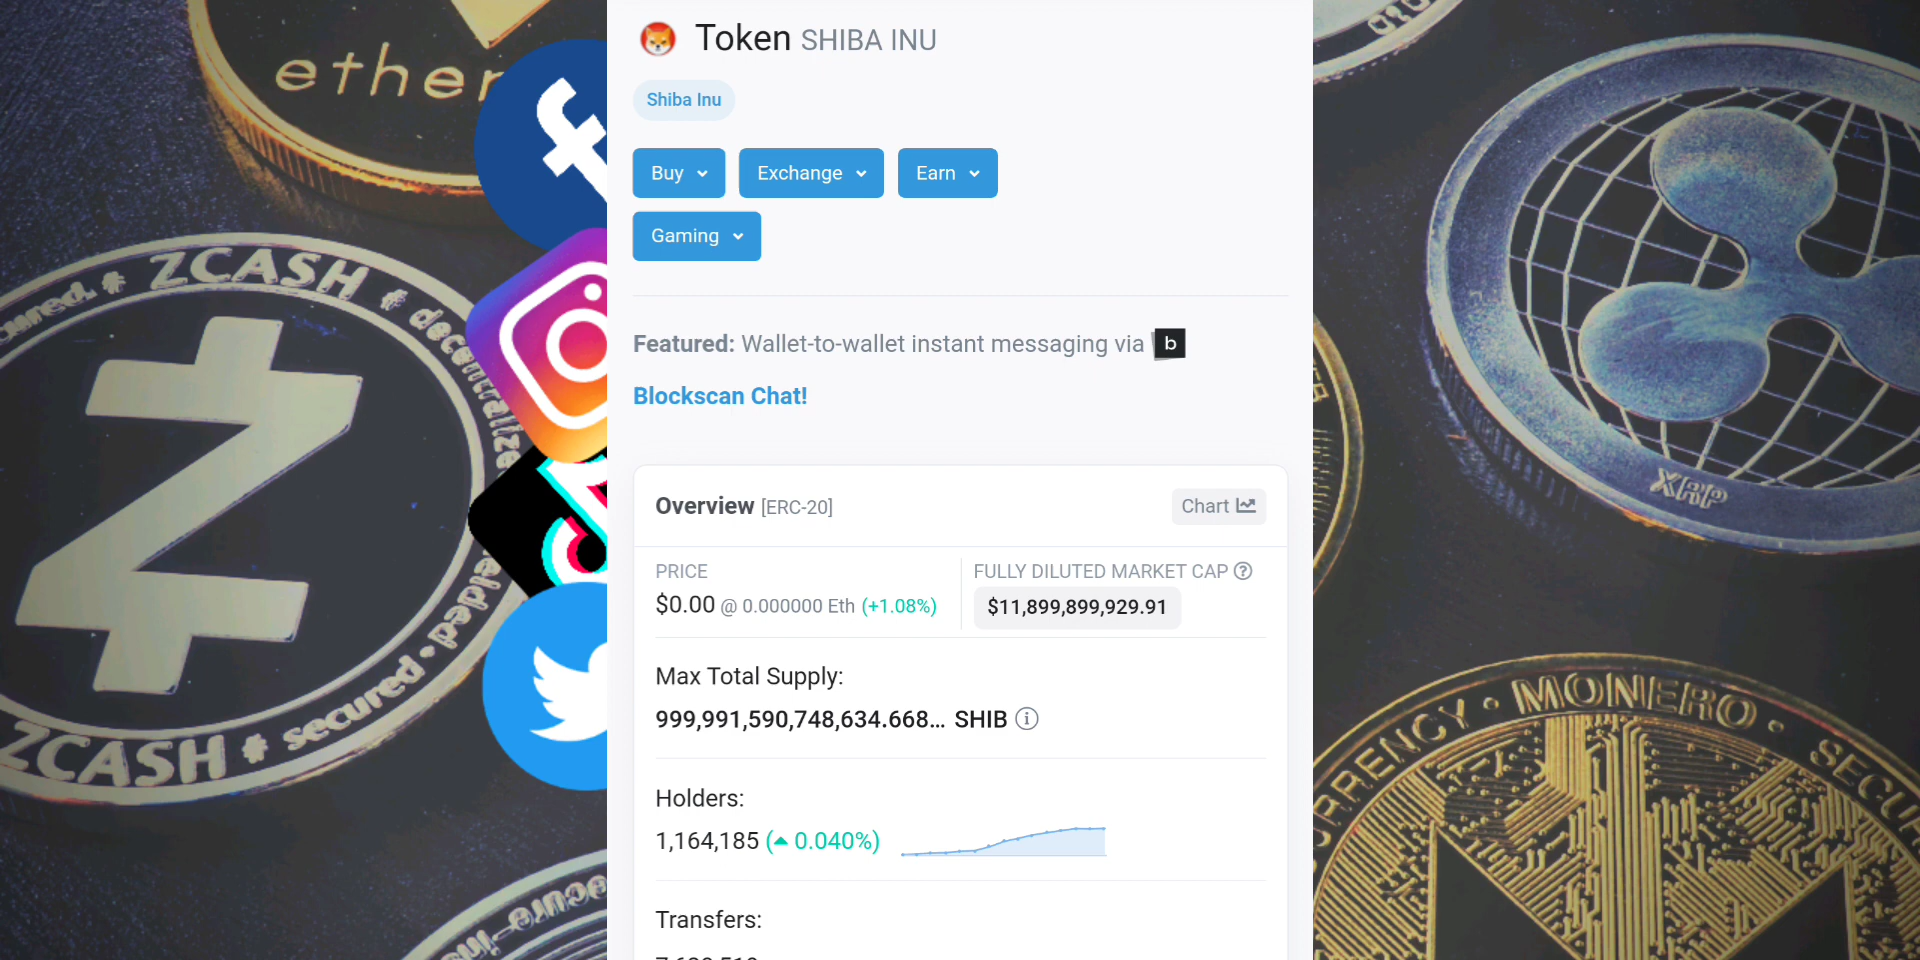 Token SHIBA INU
Shiba Inu
Buy
Exchange
Earn
Gaming
Featured: Wallet-to-wallet instant messaging via b
Blockscan Chat!
Overview [ERC-20]
Chart
PRICE
$0.00 @ 0.000000 Eth (+1.08%)
FULLY DILUTED MARKET CAP
$11,899,899,929.91
Max Total Supply:
999,991,590,748,634.668... SHIB
Holders:
1,164,185 (0.040%)
Transfers:
ZCASH
ZCASH # secured •
XRP
• MONERO •